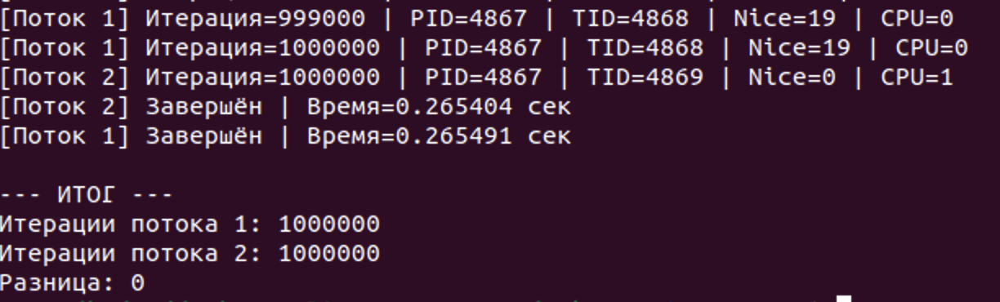 [Поток 1] Итерация=999000 | PID=4867 | TID=4868 | Nice=19 | CPU=0
[Поток 1] Итерация=1000000 | PID=4867 | TID=4868 | Nice=19 | CPU=0
[Поток 2] Итерация=1000000 | PID=4867 | TID=4869 | Nice=0 | CPU=1
[Поток 2] Завершён | Время=0.265404 сек
[Поток 1] Завершён | Время=0.265491 сек
--- ИТОГ ---
Итерации потока 1: 1000000
Итерации потока 2: 1000000
Разница: 0